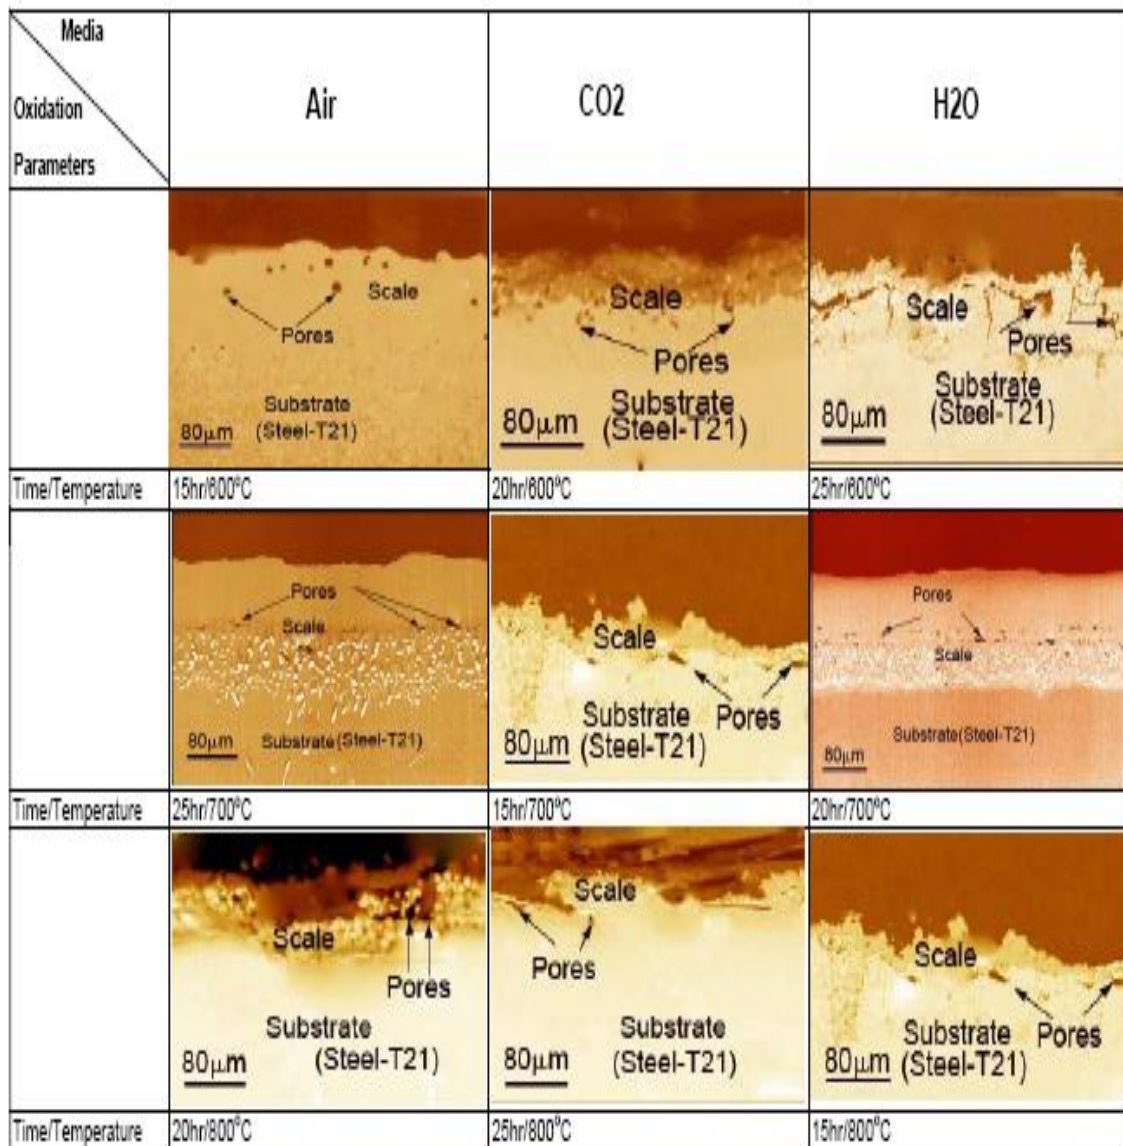 Media
Oxidation
Parameters
Air
CO2
H2O
Scale
Pores
Substrate
(Steel-T21)
80μm
Scale
Pores
Substrate
(Steel-T21)
80μm
Scale
Pores
Substrate
(Steel-T21)
80μm
Time/Temperature
15hr/600°C
20hr/600°C
25hr/600°C
Pores
Scale
80μm
Substrate(Steel-T21)
Scale
Substrate
Pores
80μm
(Steel-T21)
Pores
Scale
Substrate(Steel-T21)
80μm
Time/Temperature
25hr/700°C
15hr/700°C
20hr/700°C
Scale
Pores
Substrate
80μm
(Steel-T21)
Scale
Pores
Substrate
80μm
(Steel-T21)
Scale
Substrate
Pores
80μm
(Steel-T21)
Time/Temperature
20hr/800°C
25hr/800°C
15hr/800°C